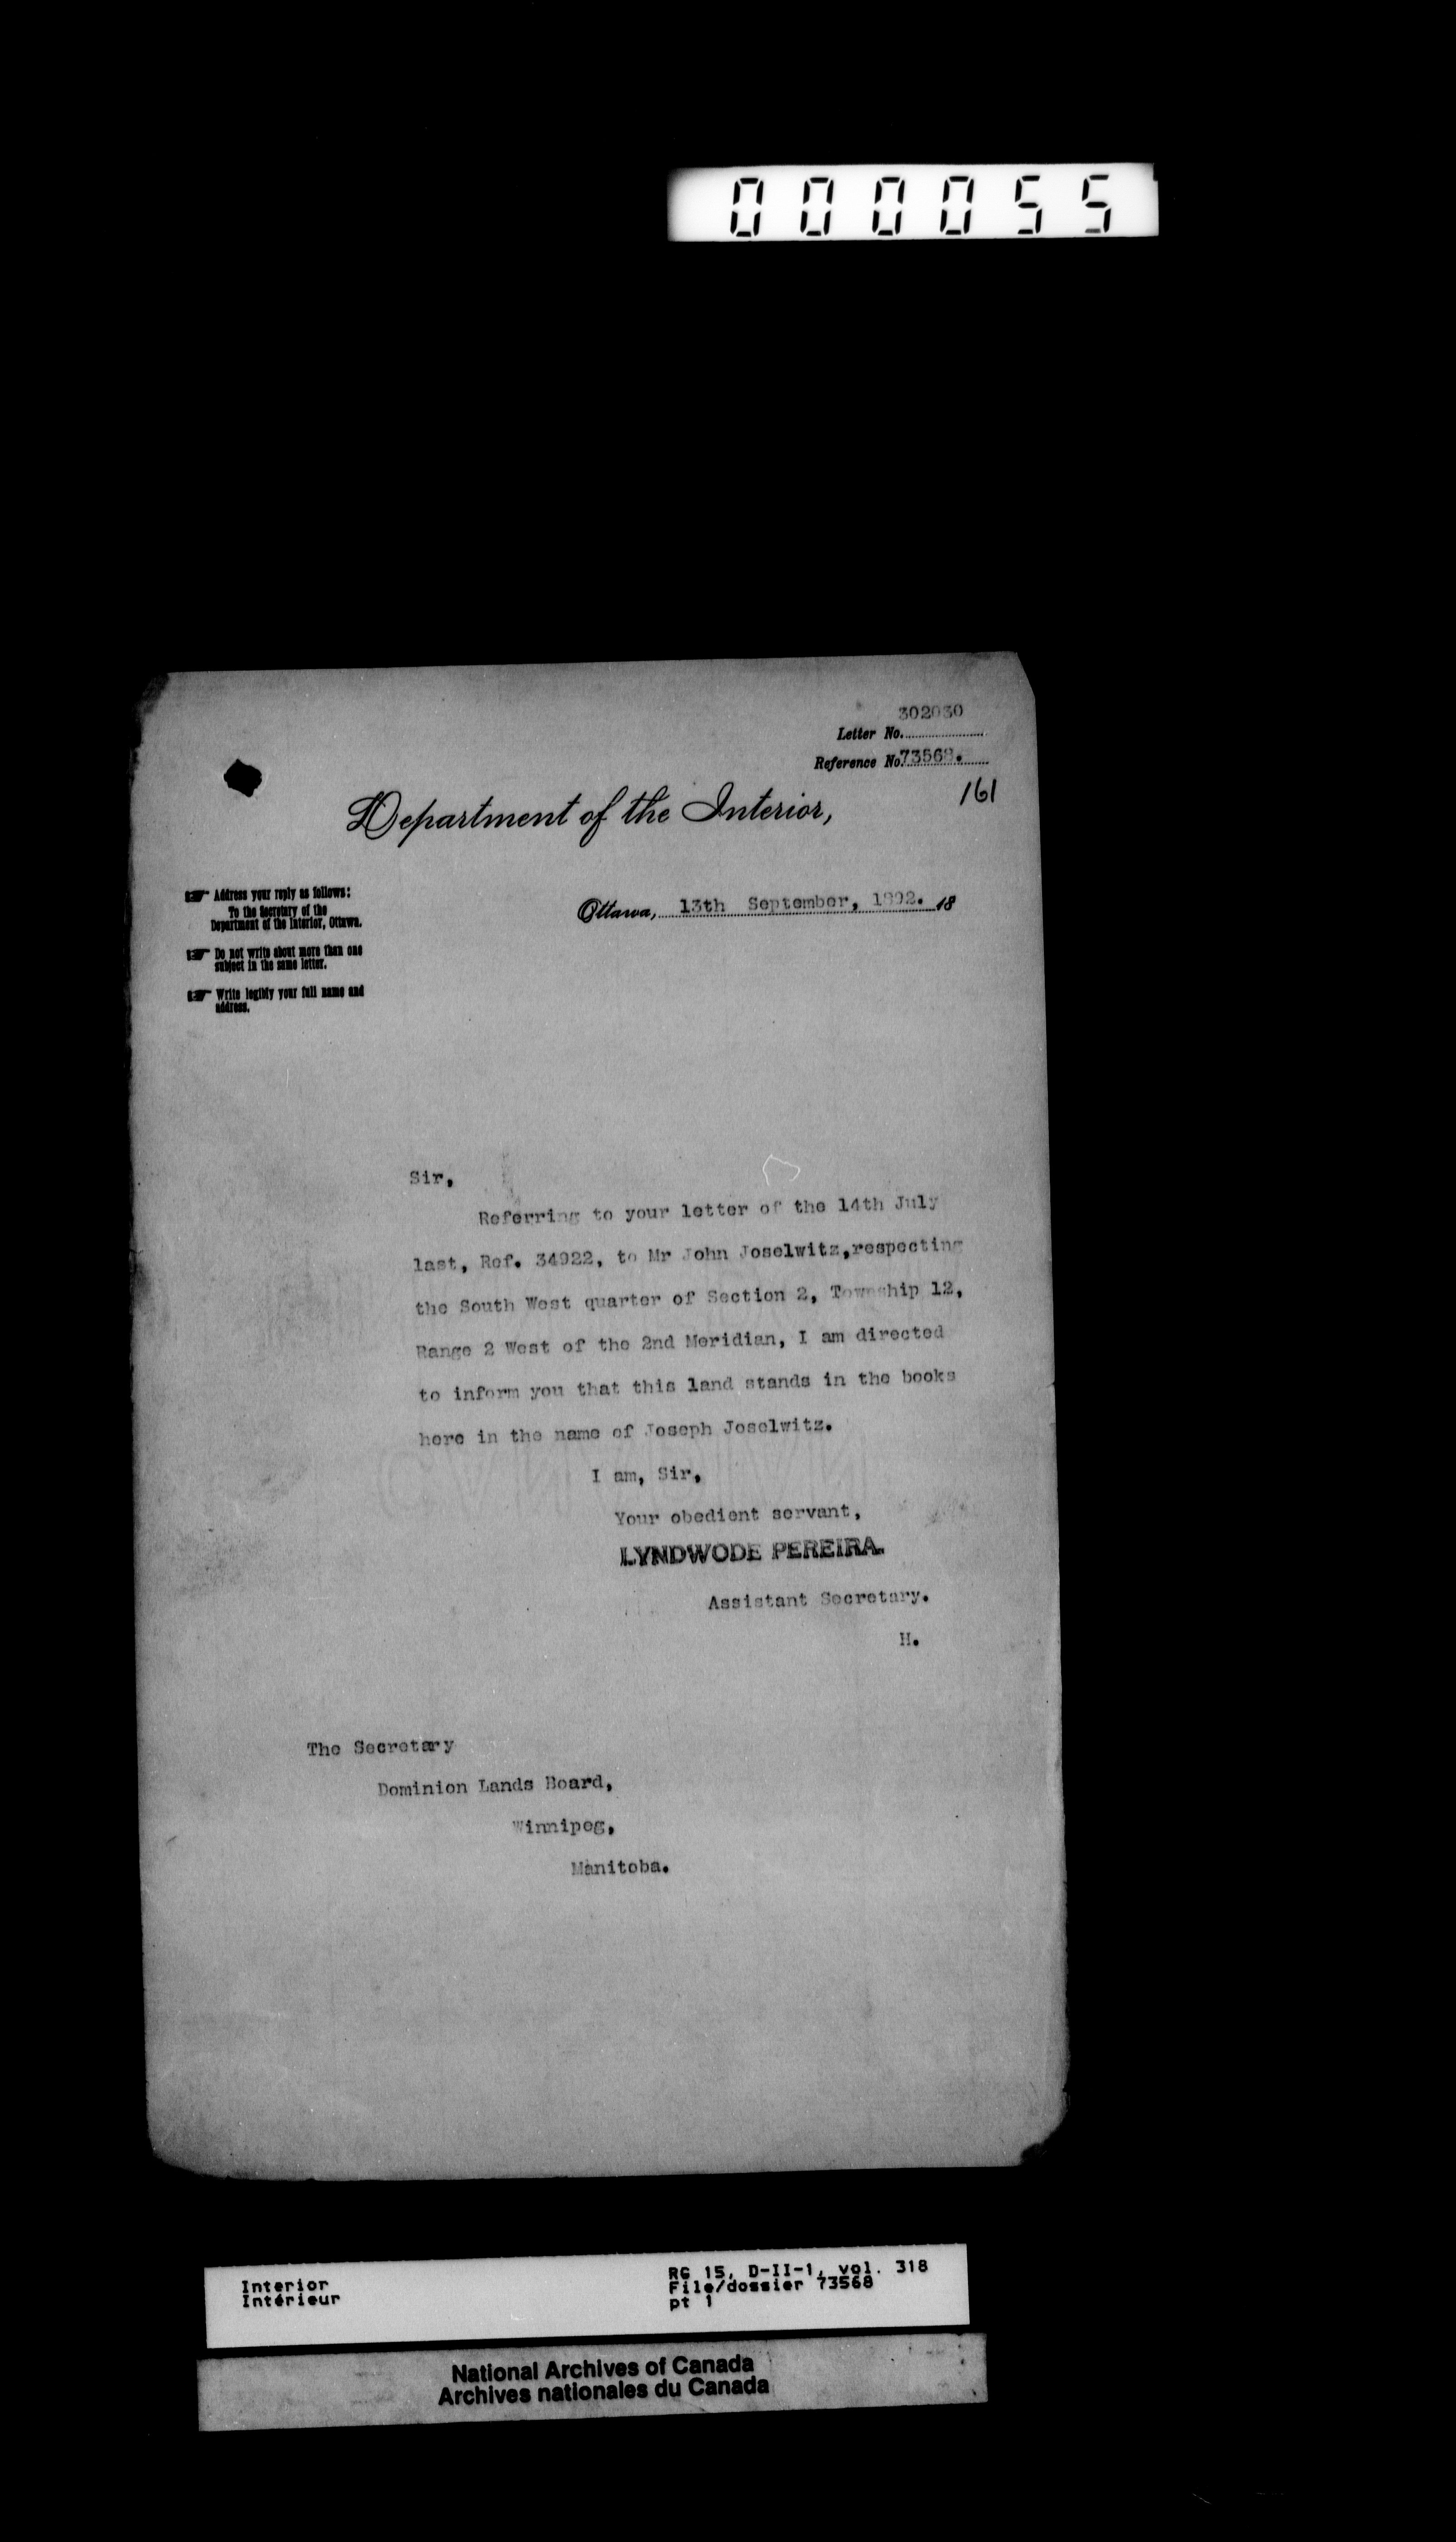 000055
302030
Letter No.
Reference No. 73568.
161
Department of the Interior,
Address your reply as follows:
To the Secretary of the
Department of the Interior, Ottawa.
Do not write about more than one
subject in the same letter.
Write legibly your full name and
address.
Ottawa, 13th September, 1892. 18
Sir,
Referring to your letter of the 14th July
last, Ref. 34922, to Mr John Joselwitz,respecting
the South West quarter of Section 2, Township 12,
Range 2 West of the 2nd Meridian, I am directed
to inform you that this land stands in the books
here in the name of Joseph Joselwitz.
I am, Sir,
Your obedient servant,
LYNDWODE PEREIRA.
Assistant Secretary.
H.
The Secretary
Dominion Lands Board,
Winnipeg,
Manitoba.
Interior
Intérieur
RG 15, D-II-1, vol. 318
File/dossier 73568
pt 1
National Archives of Canada
Archives nationales du Canada